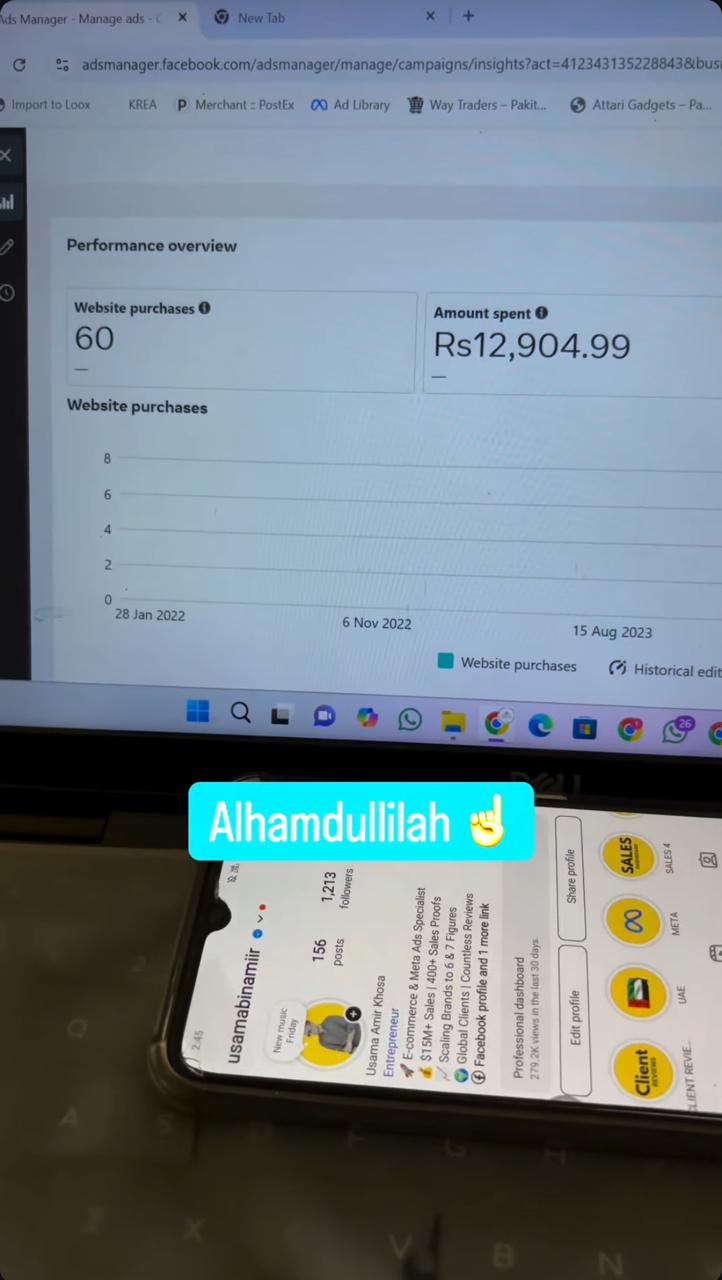 Ads Manager - Manage ads - C
New Tab
adsmanager.facebook.com/adsmanager/manage/campaigns/insights?act=412343135228843&busi
Import to Loox
KREA
Merchant :: PostEx
Ad Library
Way Traders – Pakit...
Attari Gadgets – Pa...
Performance overview
Website purchases
60
—
Amount spent
Rs12,904.99
—
Website purchases
8
6
4
2
0
28 Jan 2022
6 Nov 2022
15 Aug 2023
Website purchases
Historical edit
26
DELL
Alhamdullilah ☝
2:45
usamabinamiir
New music
Friday
156
posts
1,213
followers
Usama Amir Khosa
Entrepreneur
🚀 E-commerce & Meta Ads Specialist
💰 $15M+ Sales | 400+ Sales Proofs
📈 Scaling Brands to 6 & 7 Figures
🌍 Global Clients | Countless Reviews
Facebook profile and 1 more link
Professional dashboard
279.2K views in the last 30 days.
Edit profile
Share profile
Client
REVIEWS
CLIENT REVIE...
UAE
META
SALES
SALES 4
Q
A
S
D
F
G
H
X
V
B
N